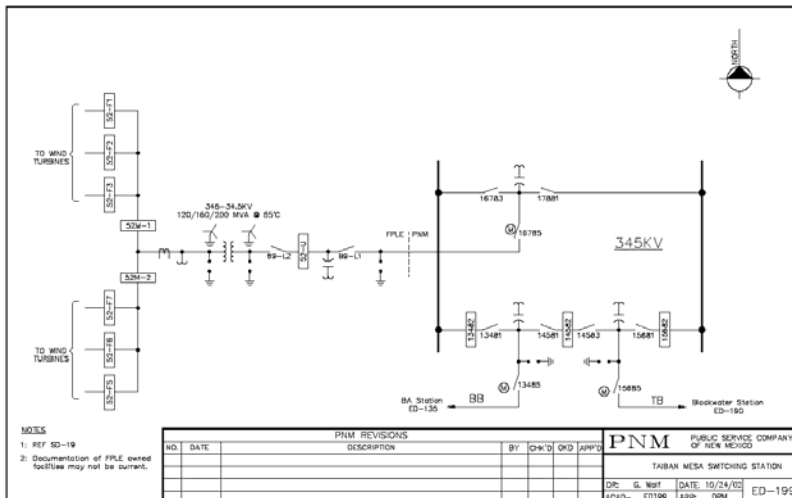 NORTH
52-F1
52-F2
52-F3
TO WIND
TURBINES
52M-1
52M-2
52-F7
52-F6
52-F5
TO WIND
TURBINES
345-34.5KV
120/160/200 MVA @ 65°C
89-L2
52-U
89-L1
FPLE PNM
16783
17881
M
16785
345KV
13482
13481
14581
14582
14583
15681
15682
M
13485
M
15685
BA Station
ED-135
BB
TB
Blackwater Station
ED-190
NOTES
1: REF SD-19
2: Documentation of FPLE owned
facilities may not be current.
PNM REVISIONS
NO. DATE DESCRIPTION BY CHK'D OKD APP'D
PNM PUBLIC SERVICE COMPANY
OF NEW MEXICO
TAIBAN MESA SWITCHING STATION
DR: G. Wolf DATE: 10/24/02
ACAD- ED199 APP: DPM
ED-199